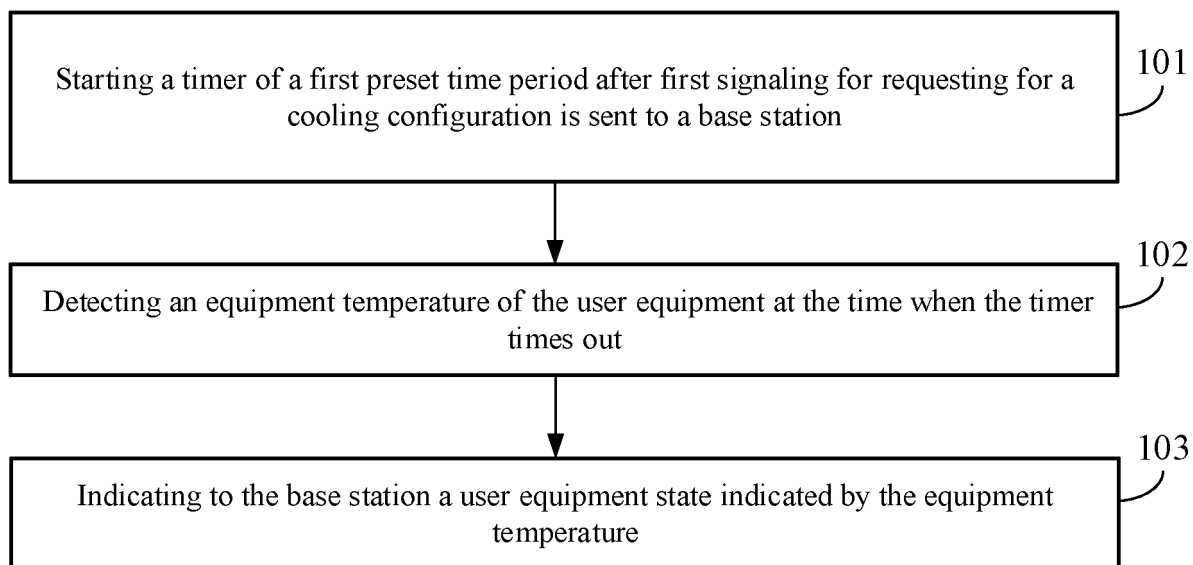 Starting a timer of a first preset time period after first signaling for requesting for a
cooling configuration is sent to a base station
101
Detecting an equipment temperature of the user equipment at the time when the timer
times out
102
Indicating to the base station a user equipment state indicated by the equipment
temperature
103